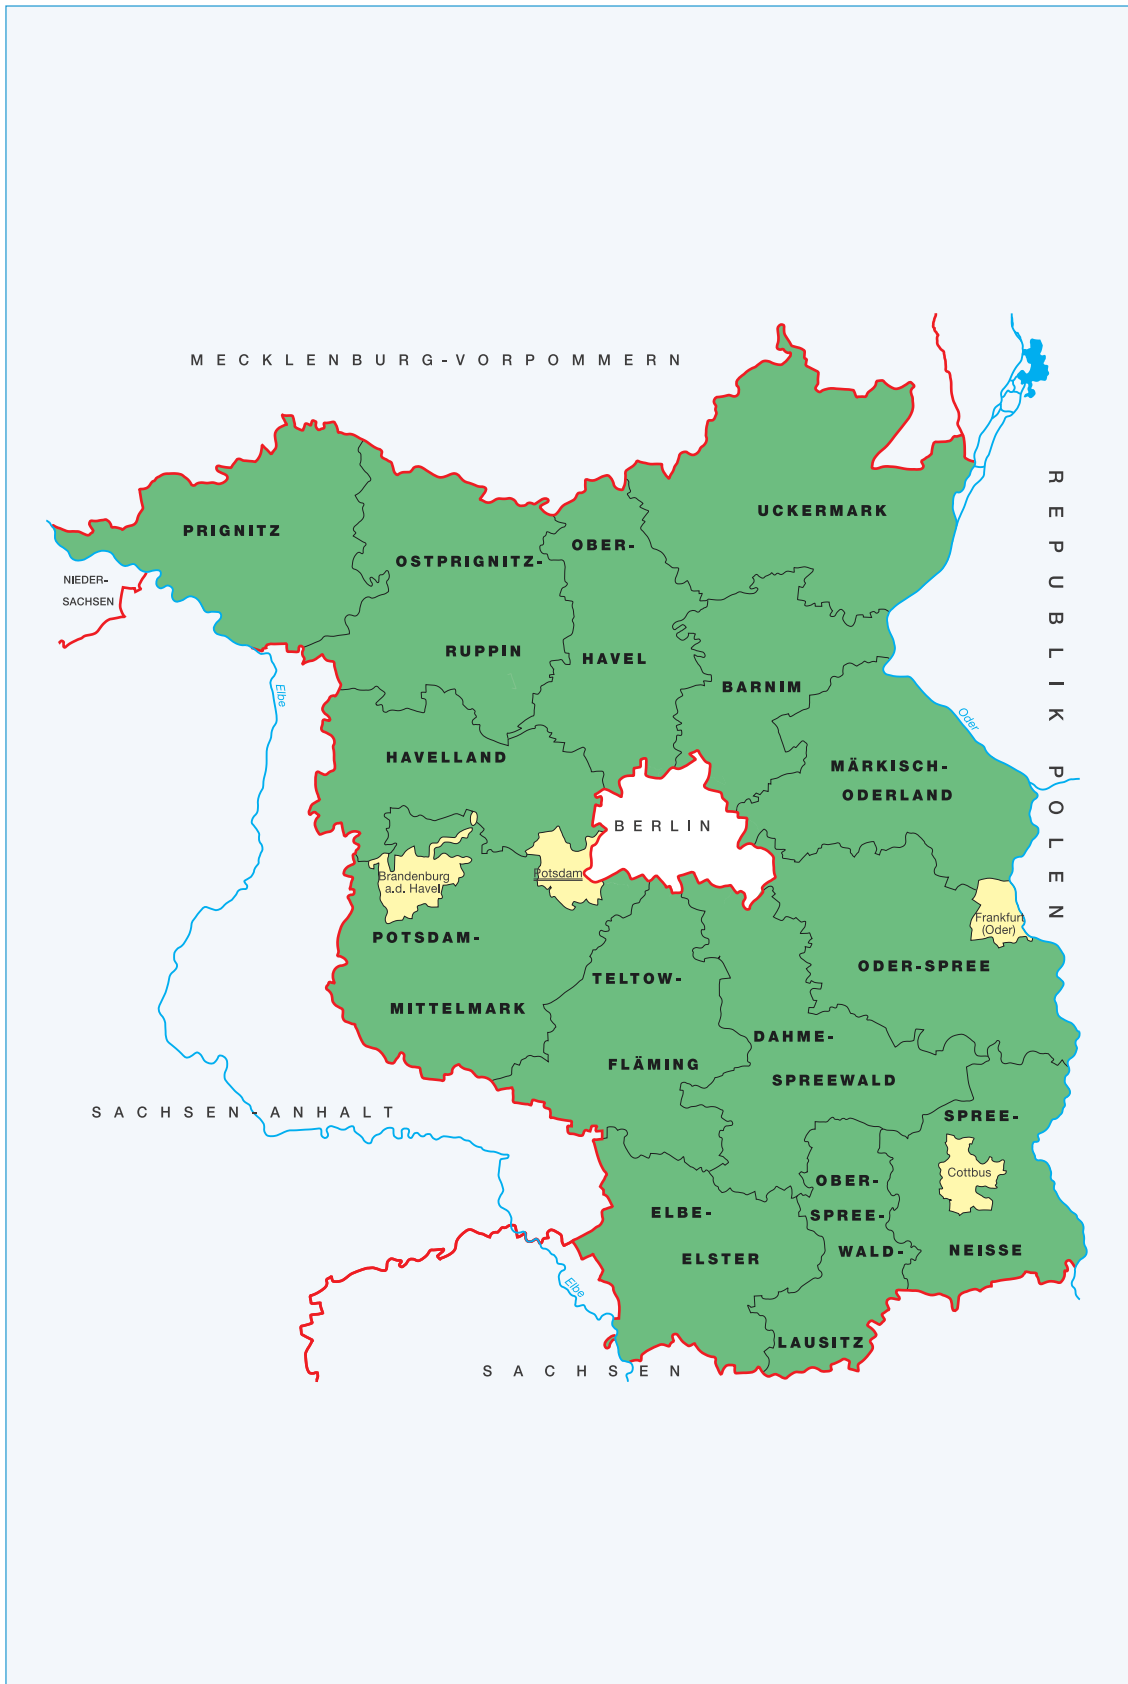 MECKLENBURG-VORPOMMERN
REPUBLIK POLEN
UCKERMARK
PRIGNITZ
OSTPRIGNITZ-
RUPPIN
OBER-
HAVEL
NIEDER-
SACHSEN
BARNIM
Elbe
Oder
HAVELLAND
MÄRKISCH-
ODERLAND
BERLIN
Brandenburg
a.d. Havel
Potsdam
Frankfurt
(Oder)
POTSDAM-
MITTELMARK
TELTOW-
FLÄMING
ODER-SPREE
DAHME-
SPREEWALD
SACHSEN-ANHALT
SPREE-
NEISSE
Cottbus
OBER-
SPREE-
WALD-
LAUSITZ
ELBE-
ELSTER
Elbe
SACHSEN